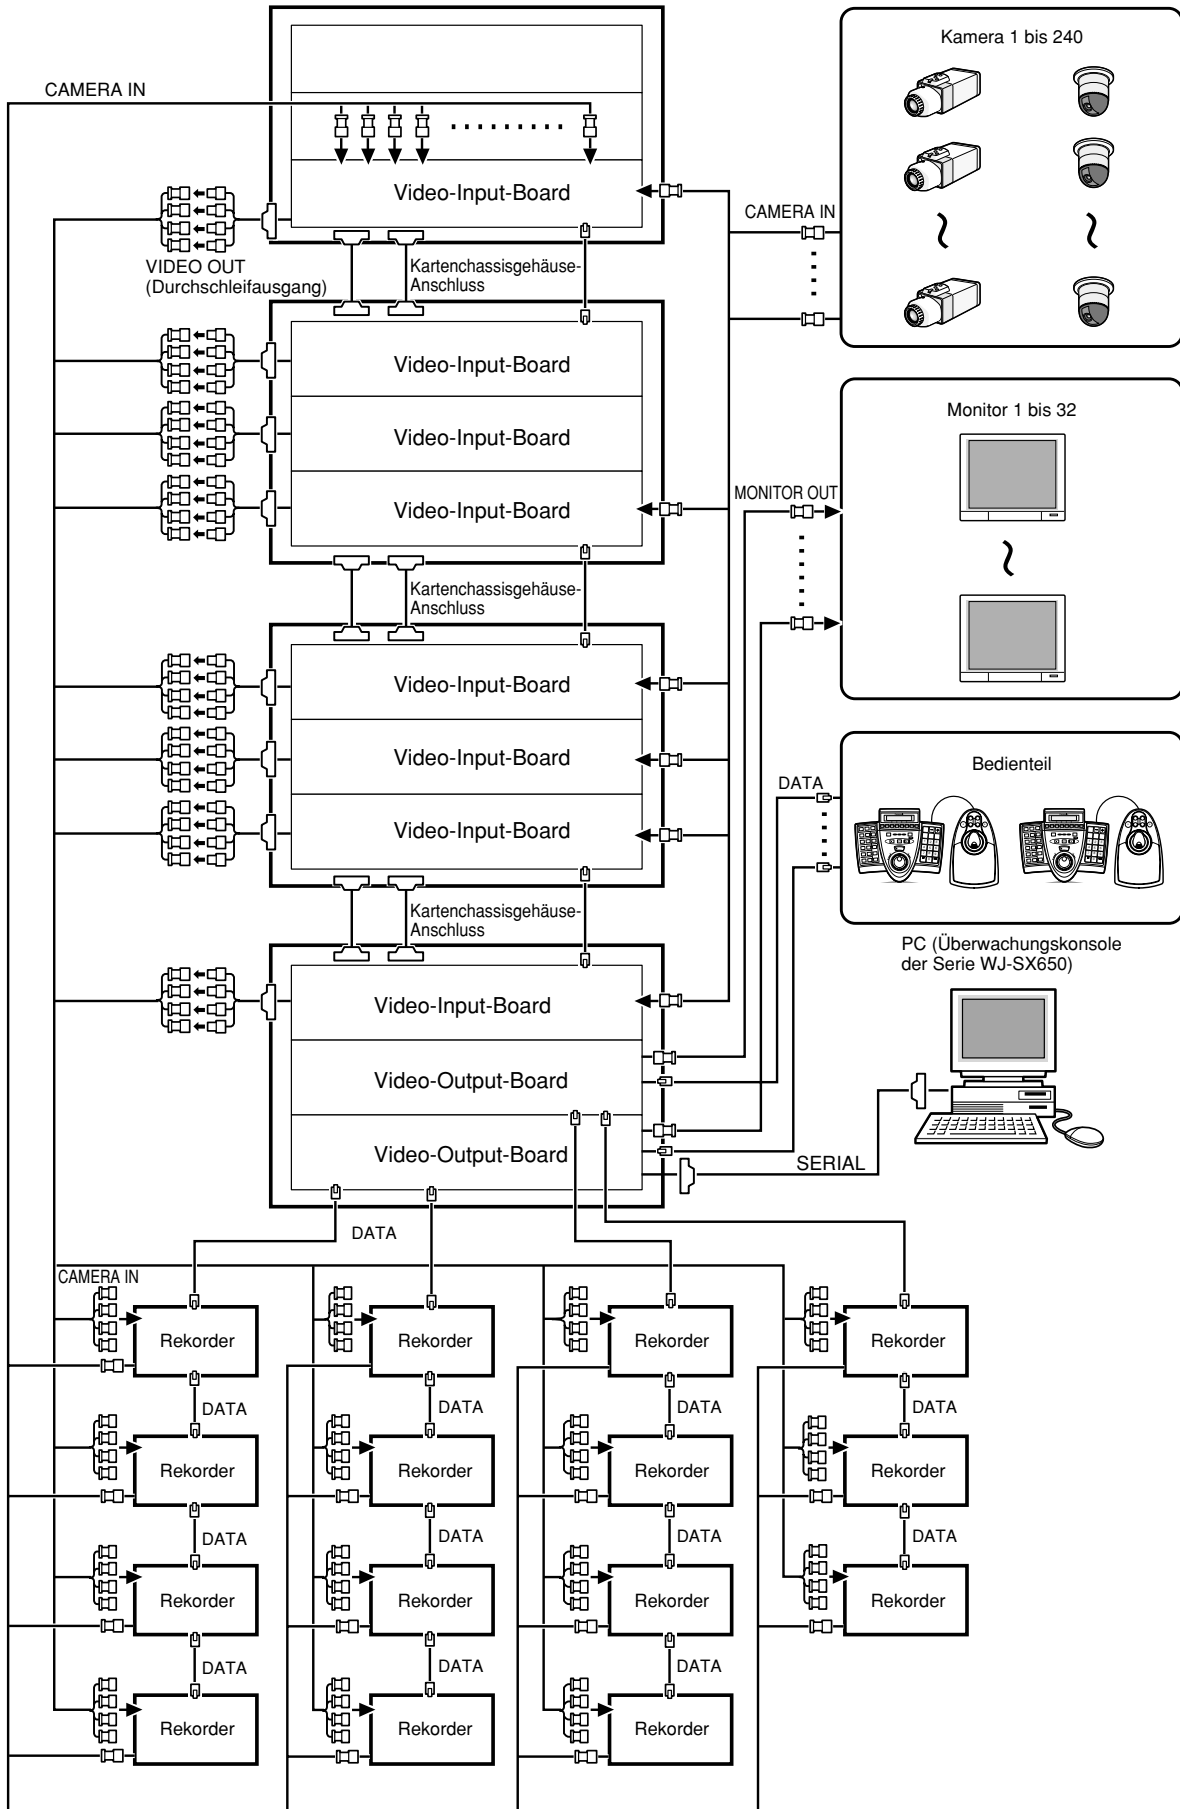 Kamera 1 bis 240
CAMERA IN
Video-Input-Board
CAMERA IN
VIDEO OUT
(Durchschleifausgang)
Kartenchassisgehäuse-
Anschluss
Video-Input-Board
Video-Input-Board
Video-Input-Board
Monitor 1 bis 32
MONITOR OUT
Kartenchassisgehäuse-
Anschluss
Video-Input-Board
Video-Input-Board
Video-Input-Board
Bedienteil
DATA
Kartenchassisgehäuse-
Anschluss
PC (Überwachungskonsole
der Serie WJ-SX650)
Video-Input-Board
Video-Output-Board
Video-Output-Board
SERIAL
DATA
CAMERA IN
Rekorder
Rekorder
Rekorder
Rekorder
DATA
DATA
DATA
DATA
Rekorder
Rekorder
Rekorder
Rekorder
DATA
DATA
DATA
DATA
Rekorder
Rekorder
Rekorder
Rekorder
DATA
DATA
DATA
Rekorder
Rekorder
Rekorder